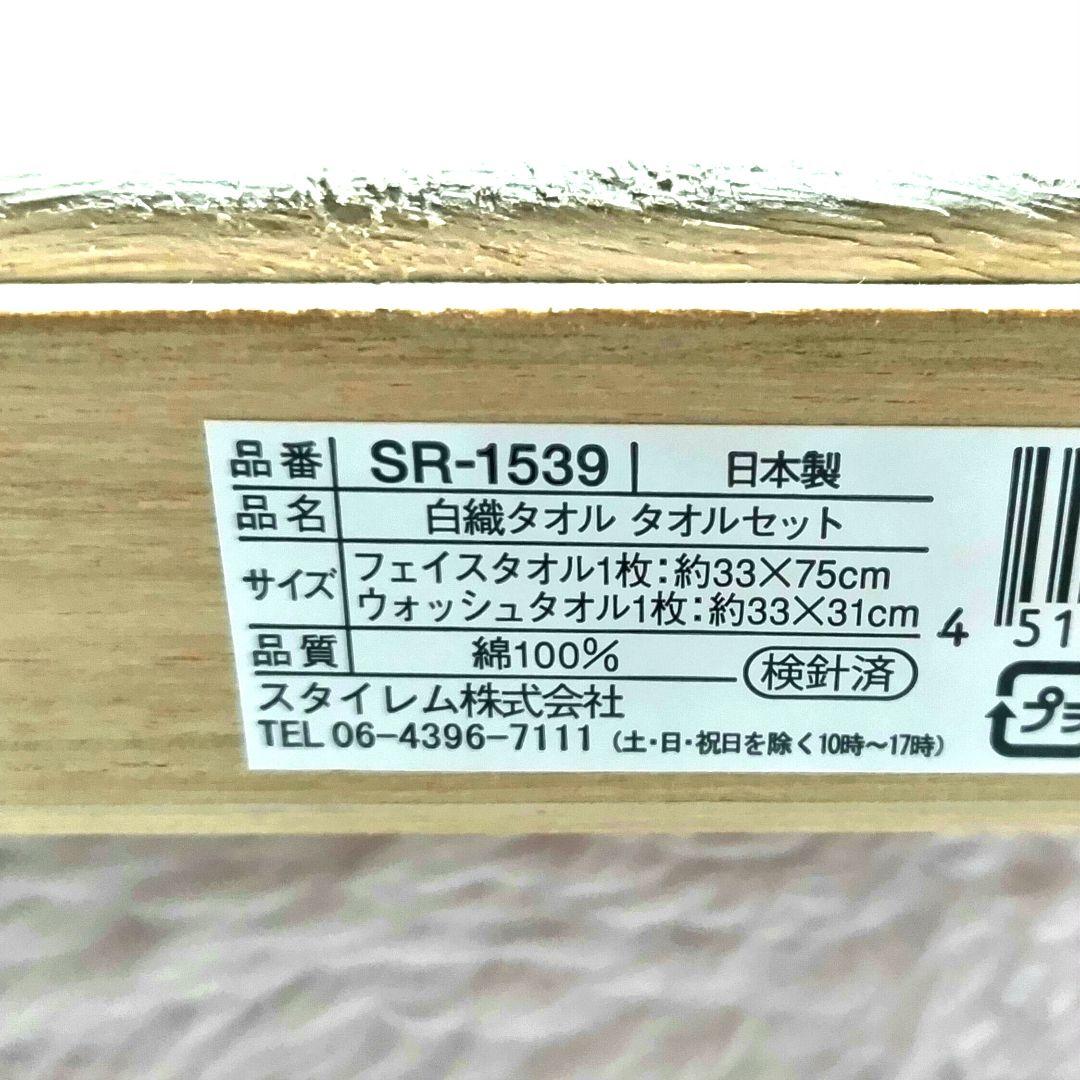 品番 SR-1539 日本製
品名 白織タオル タオルセット
サイズ フェイスタオル1枚：約33×75cm
ウォッシュタオル1枚：約33×31cm
品質 綿100% 検針済
スタイレム株式会社
TEL 06-4396-7111 (土・日・祝日を除く10時〜17時)
4 51
プラ